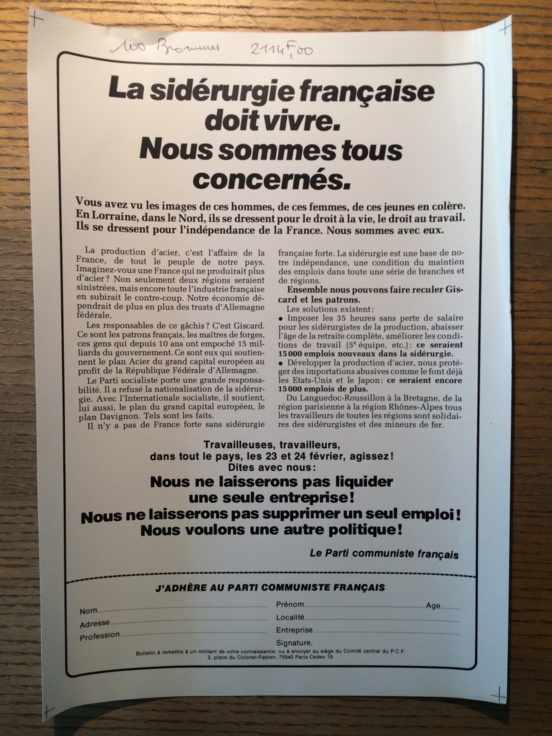 100 Bromures 2114F,00
La sidérurgie française
doit vivre.
Nous sommes tous
concernés.
Vous avez vu les images de ces hommes, de ces femmes, de ces jeunes en colère.
En Lorraine, dans le Nord, ils se dressent pour le droit à la vie, le droit au travail.
Ils se dressent pour l'indépendance de la France. Nous sommes avec eux.
La production d'acier, c'est l'affaire de la
France, de tout le peuple de notre pays.
Imaginez-vous une France qui ne produirait plus
d'acier ? Non seulement deux régions seraient
sinistrées, mais encore toute l'industrie française
en subirait le contre-coup. Notre économie dé-
pendrait de plus en plus des trusts d'Allemagne
fédérale.
Les responsables de ce gâchis ? C'est Giscard.
Ce sont les patrons français, les maîtres de forges,
ces gens qui depuis 10 ans ont empoché 15 mil-
liards du gouvernement. Ce sont eux qui soutien-
nent le plan Acier du grand capital européen au
profit de la République Fédérale d'Allemagne.
Le Parti socialiste porte une grande responsa-
bilité. Il a refusé la nationalisation de la sidérur-
gie. Avec l'Internationale socialiste, il soutient,
lui aussi, le plan du grand capital européen, le
plan Davignon. Tels sont les faits.
Il n'y a pas de France forte sans sidérurgie
française forte. La sidérurgie est une base de no-
tre indépendance, une condition du maintien
des emplois dans toute une série de branches et
de régions.
Ensemble nous pouvons faire reculer Gis-
card et les patrons.
Les solutions existent :
● Imposer les 35 heures sans perte de salaire
pour les sidérurgistes de la production, abaisser
l'âge de la retraite complète, améliorer les condi-
tions de travail (5e équipe, etc.) : ce seraient
15 000 emplois nouveaux dans la sidérurgie.
● Développer la production d'acier, nous proté-
ger des importations abusives comme le font déjà
les Etats-Unis et le Japon : ce seraient encore
15 000 emplois de plus.
Du Languedoc-Roussillon à la Bretagne, de la
région parisienne à la région Rhônes-Alpes tous
les travailleurs de toutes les régions sont solidai-
res des sidérurgistes et des mineurs de fer.
Travailleuses, travailleurs,
dans tout le pays, les 23 et 24 février, agissez !
Dites avec nous :
Nous ne laisserons pas liquider
une seule entreprise !
Nous ne laisserons pas supprimer un seul emploi !
Nous voulons une autre politique !
Le Parti communiste français
J'ADHÈRE AU PARTI COMMUNISTE FRANÇAIS
Nom
Prénom
Age
Adresse
Localité
Profession
Entreprise
Signature,
Bulletin à remettre à un militant de votre connaissance, ou à envoyer au siège du Comité central du P.C.F.
2, place du Colonel-Fabien, 75940 Paris Cedex 19.